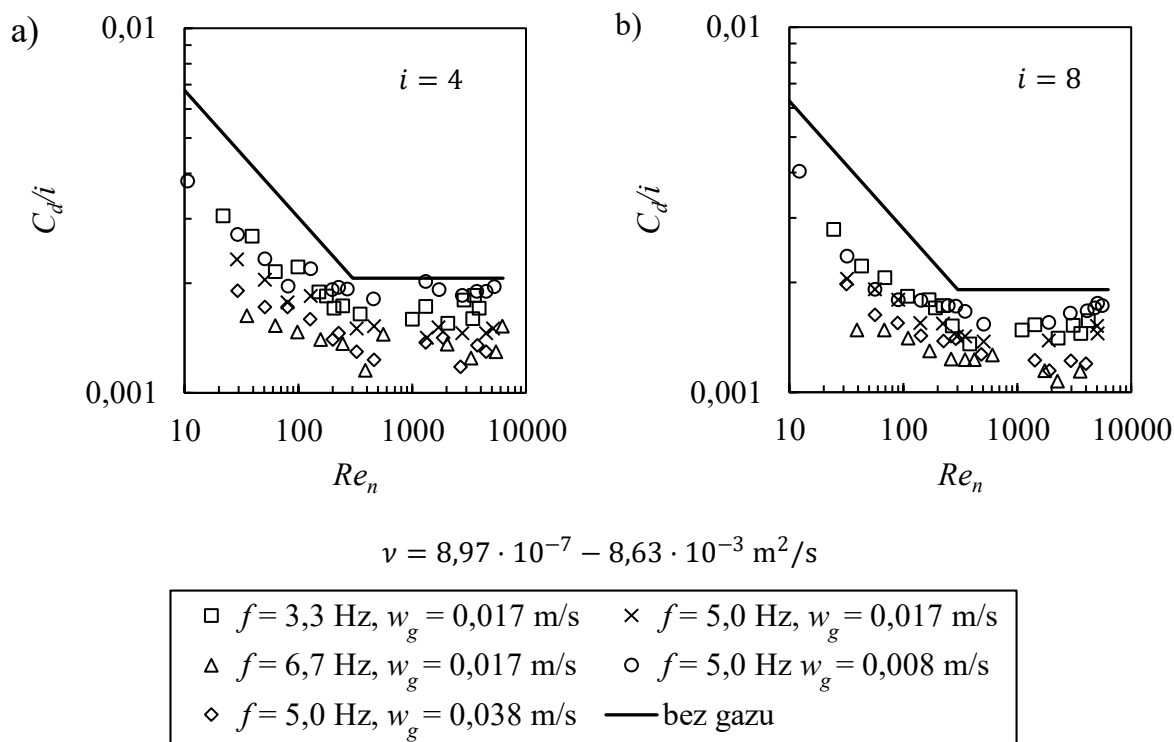 a)
0,01
i = 4
C_d/i
0,001
10 100 1000 10000
Re_n
b)
0,01
i = 8
C_d/i
0,001
10 100 1000 10000
Re_n
ν = 8,97 · 10⁻⁷ − 8,63 · 10⁻³ m²/s
f = 3,3 Hz, w_g = 0,017 m/s
f = 5,0 Hz, w_g = 0,017 m/s
f = 6,7 Hz, w_g = 0,017 m/s
f = 5,0 Hz w_g = 0,008 m/s
f = 5,0 Hz, w_g = 0,038 m/s
bez gazu